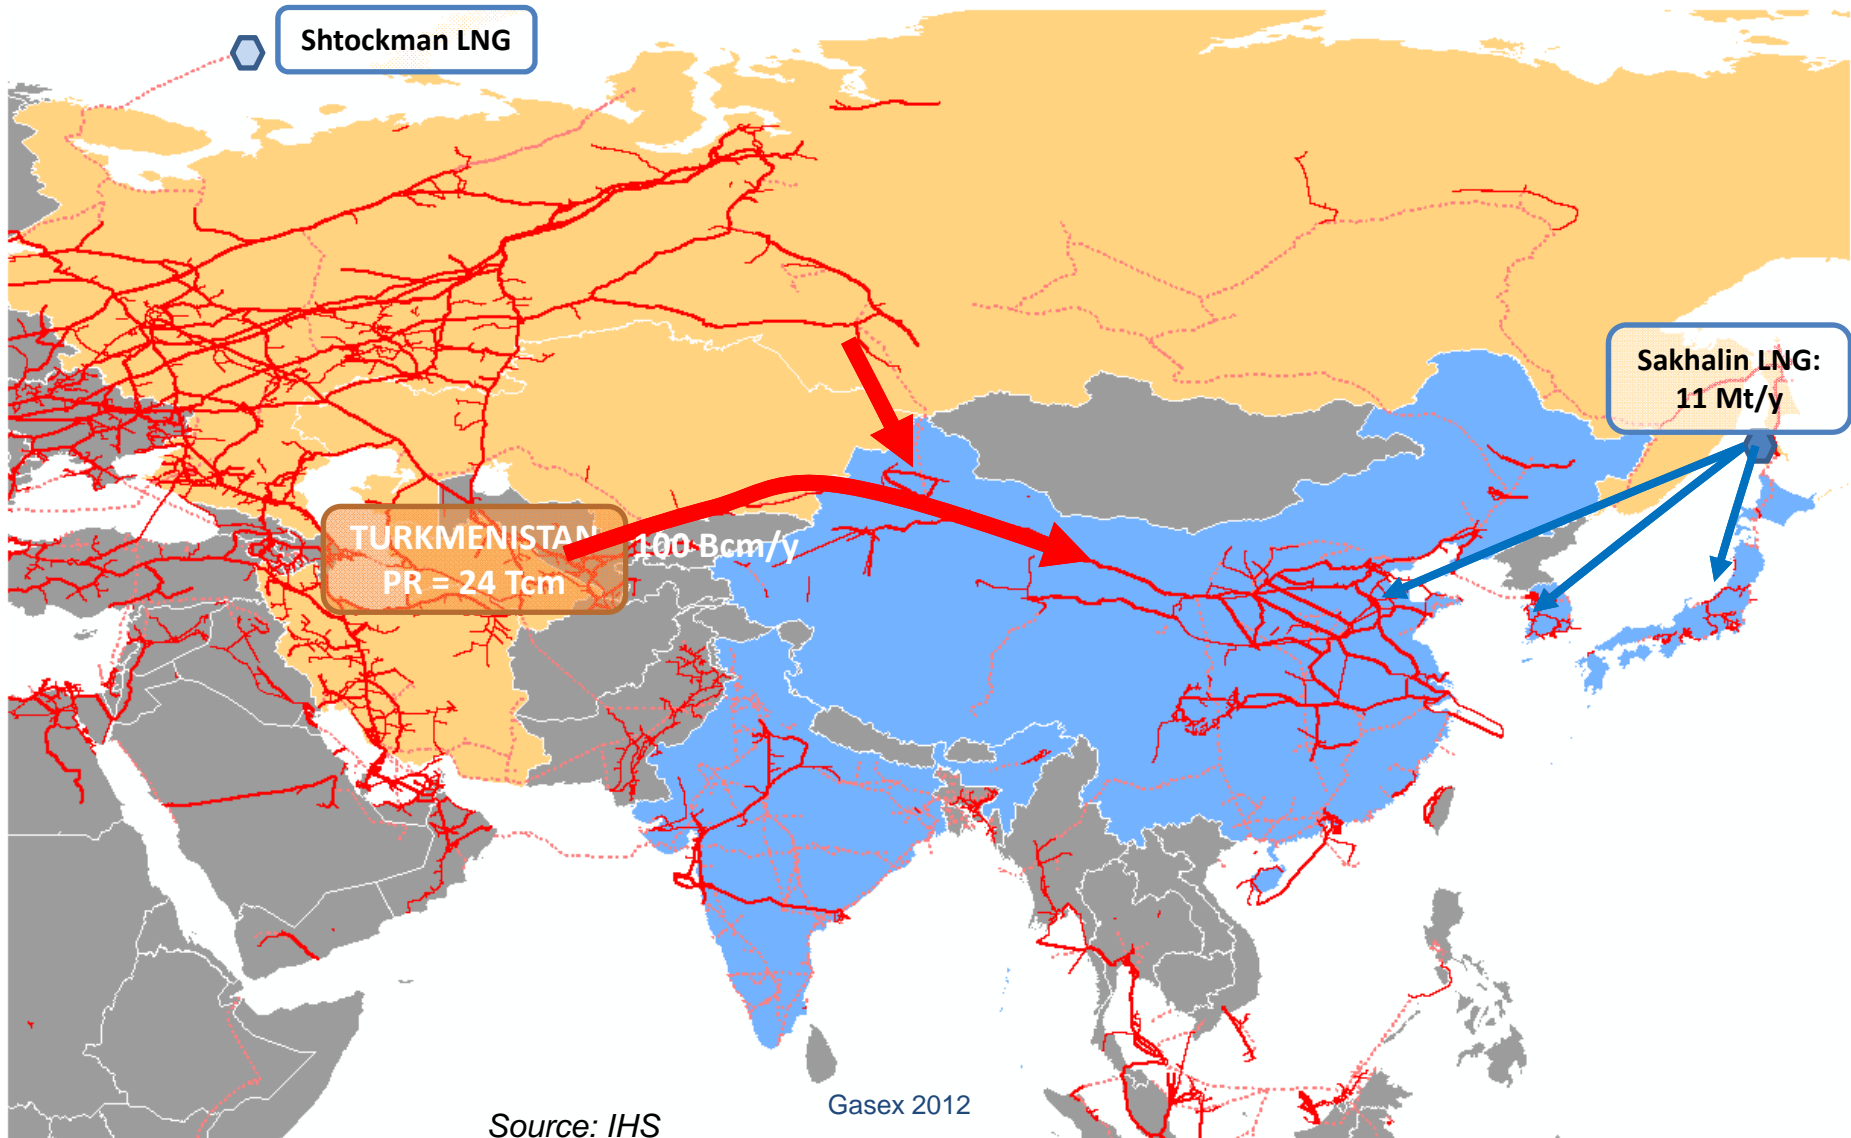 Shtockman LNG
Sakhalin LNG:
11 Mt/y
TURKMENISTAN
PR = 24 Tcm
100 Bcm/y
Gasex 2012
Source: IHS